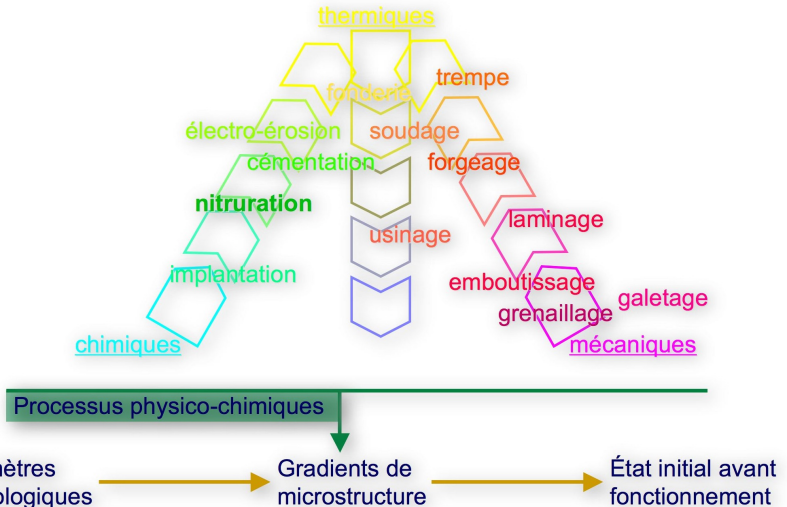 thermiques
trempe
fonderie
électro-érosion
soudage
cémentation
forgeage
nitruration
laminage
usinage
implantation
emboutissage
galetage
grenaillage
chimiques
mécaniques
Processus physico-chimiques
Gradients de
microstructure
État initial avant
fonctionnement